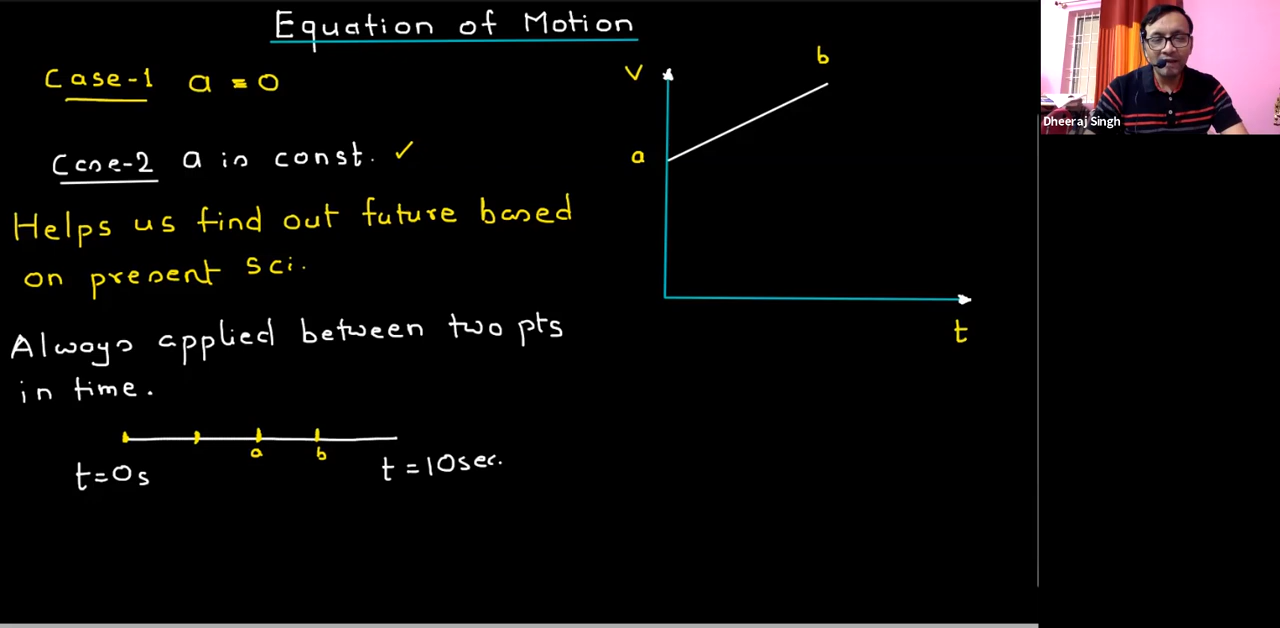 Equation of Motion
Case-1 a = 0
Case-2 a is const. ✓
Helps us find out future based
on present sci.
Always applied between two pts
in time.
a b
t=0s t=10sec.
v
b
a
t
Dheeraj Singh